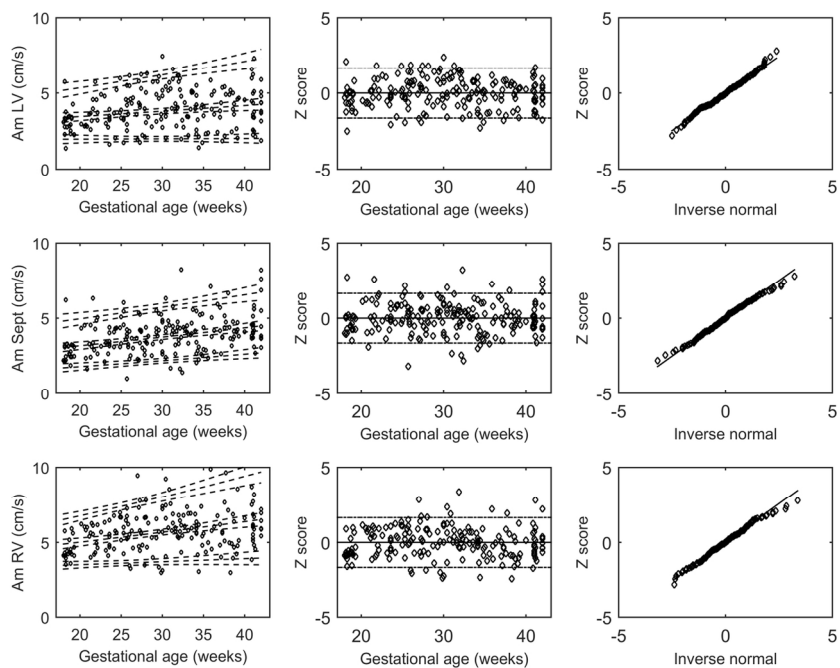 10
5
0
Am LV (cm/s)
20 25 30 35 40
Gestational age (weeks)
5
0
-5
Z score
20 25 30 35 40
Gestational age (weeks)
5
0
-5
Z score
-5 0 5
Inverse normal
10
5
0
Am Sept (cm/s)
20 25 30 35 40
Gestational age (weeks)
5
0
-5
Z score
20 25 30 35 40
Gestational age (weeks)
5
0
-5
Z score
-5 0 5
Inverse normal
10
5
0
Am RV (cm/s)
20 25 30 35 40
Gestational age (weeks)
5
0
-5
Z score
20 25 30 35 40
Gestational age (weeks)
5
0
-5
Z score
-5 0 5
Inverse normal